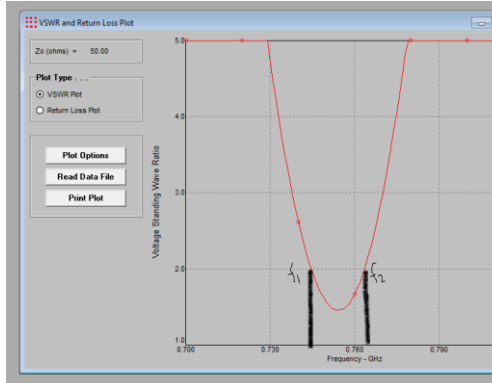 VSWR and Return Loss Plot
Zo (ohms) = 50.00
Plot Type . . .
VSWR Plot
Return Loss Plot
Plot Options
Read Data File
Print Plot
Voltage Standing Wave Ratio
5.0
4.0
3.0
2.0
1.0
f1
f2
0.700
0.730
0.760
0.790
Frequency - GHz